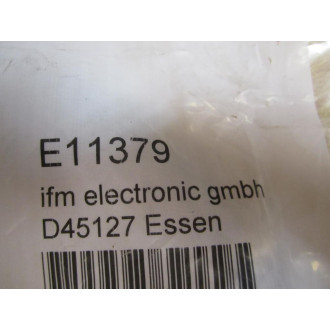 E11379
ifm electronic gmbh
D45127 Essen